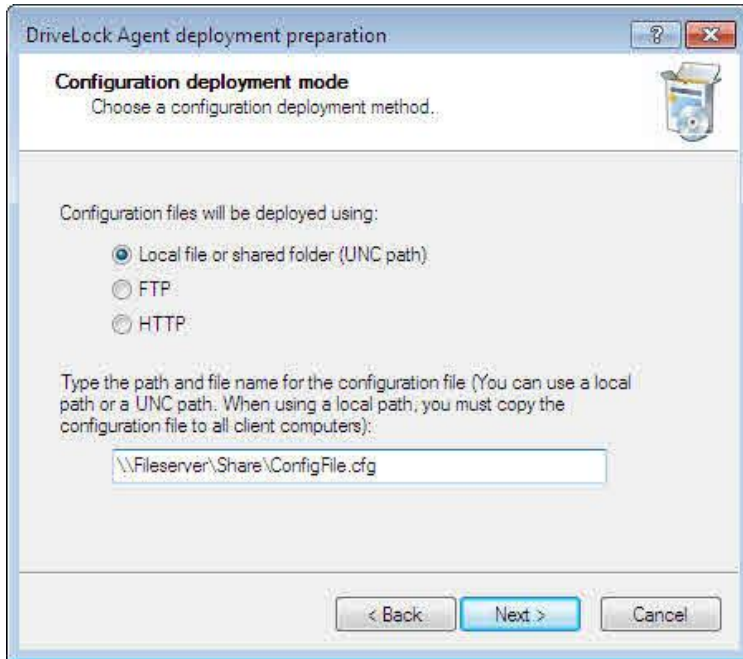 DriveLock Agent deployment preparation
?
Configuration deployment mode
Choose a configuration deployment method..
Configuration files will be deployed using:
Local file or shared folder (UNC path)
FTP
HTTP
Type the path and file name for the configuration file (You can use a local
path or a UNC path. When using a local path, you must copy the
configuration file to all client computers):
\\Fileserver\Share\ConfigFile.cfg
< Back
Next >
Cancel